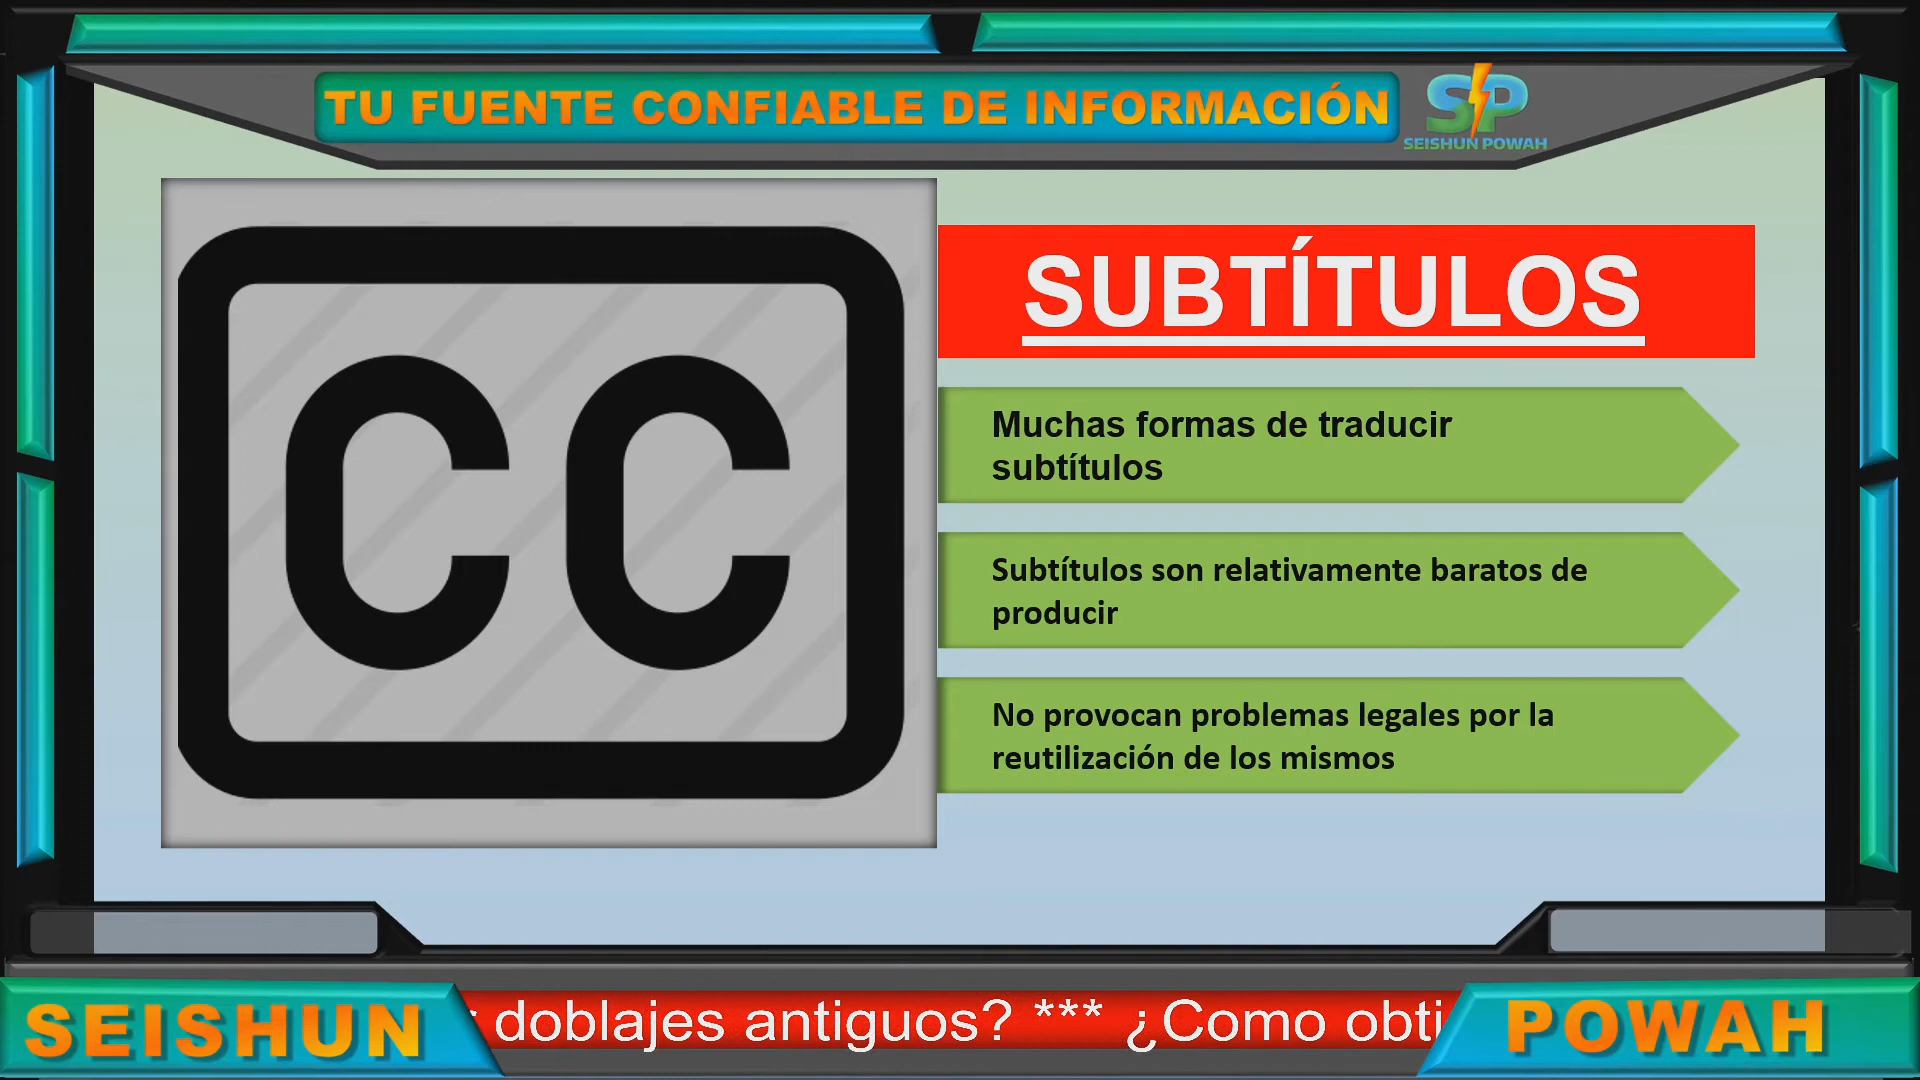 TU FUENTE CONFIABLE DE INFORMACIÓN
SP
SEISHUN POWAH
CC
SUBTÍTULOS
Muchas formas de traducir
subtítulos
Subtítulos son relativamente baratos de
producir
No provocan problemas legales por la
reutilización de los mismos
SEISHUN
doblajes antiguos? *** ¿Como obti
POWAH